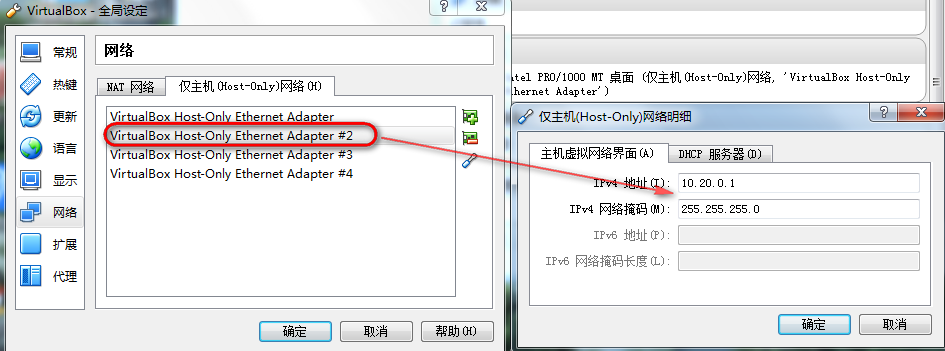 VirtualBox - 全局设定
常规
热键
更新
语言
显示
网络
扩展
代理
网络
NAT 网络
仅主机(Host-Only)网络(H)
VirtualBox Host-Only Ethernet Adapter
VirtualBox Host-Only Ethernet Adapter #2
VirtualBox Host-Only Ethernet Adapter #3
VirtualBox Host-Only Ethernet Adapter #4
确定
取消
帮助(H)
ntel PRO/1000 MT 桌面 (仅主机(Host-Only)网络, 'VirtualBox Host-Only
thernet Adapter')
仅主机(Host-Only)网络明细
主机虚拟网络界面(A)
DHCP 服务器(D)
IPv4 地址(I): 10.20.0.1
IPv4 网络掩码(M): 255.255.255.0
IPv6 地址(P):
IPv6 网络掩码长度(L):
确定
取消